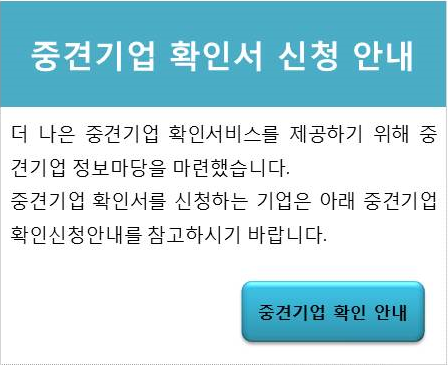 중견기업 확인서 신청 안내
더 나은 중견기업 확인서비스를 제공하기 위해 중
견기업 정보마당을 마련했습니다.
중견기업 확인서를 신청하는 기업은 아래 중견기업
확인신청안내를 참고하시기 바랍니다.
중견기업 확인 안내